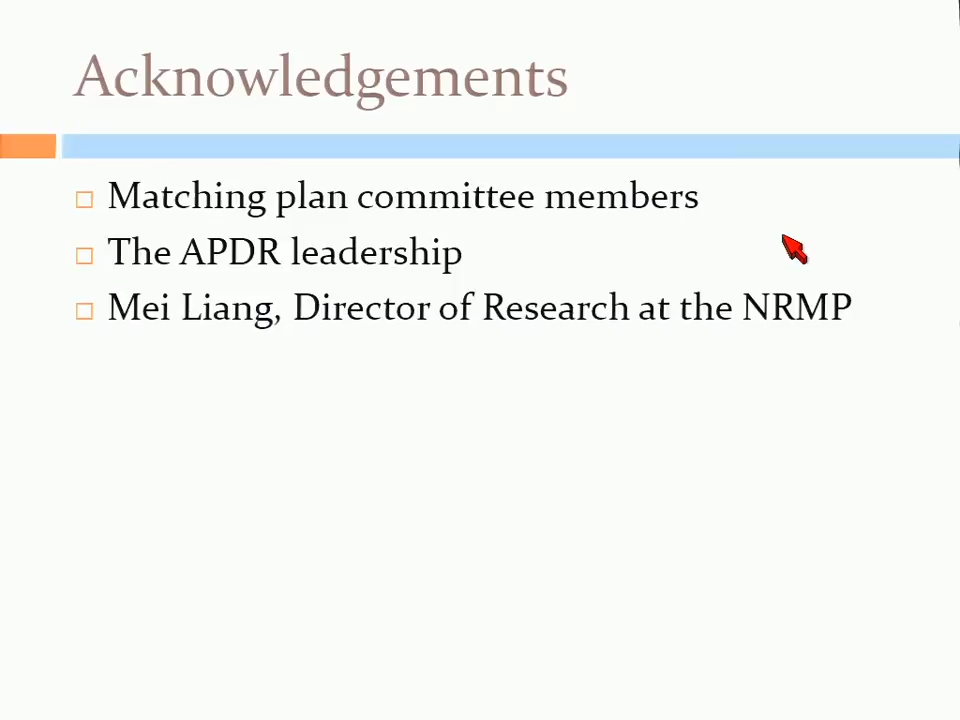 Acknowledgements
Matching plan committee members
The APDR leadership
Mei Liang, Director of Research at the NRMP